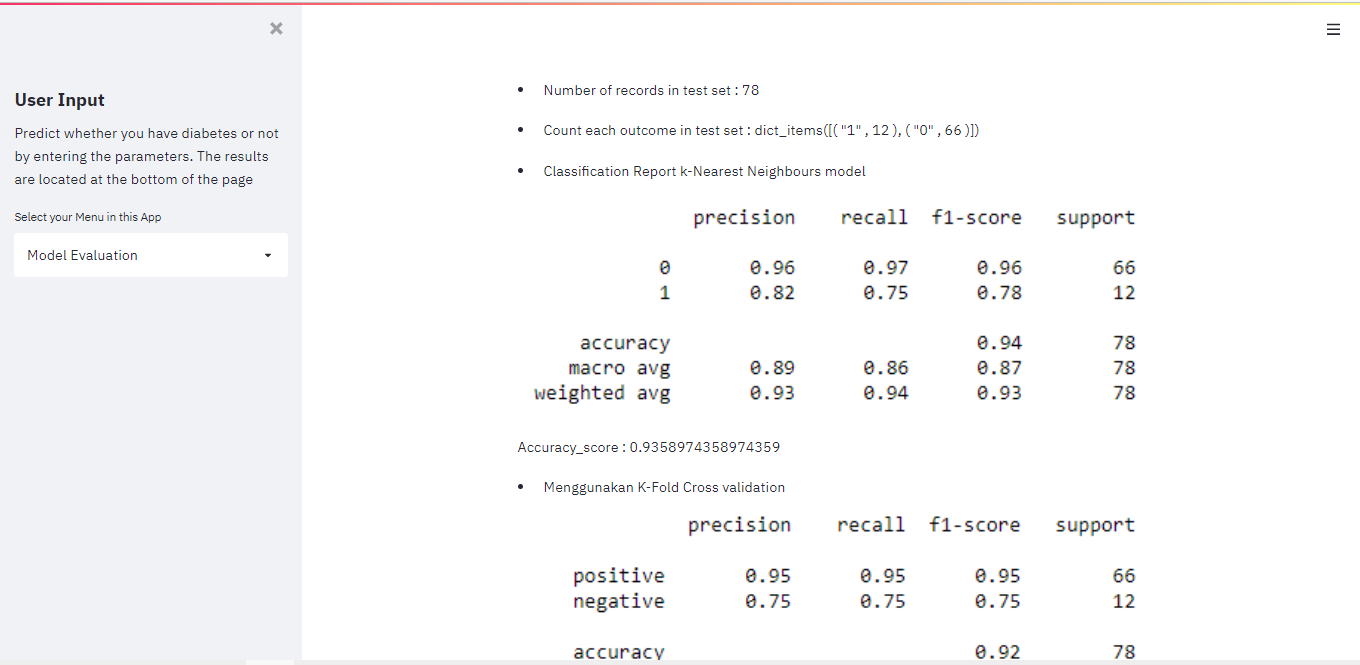 User Input
Predict whether you have diabetes or not
by entering the parameters. The results
are located at the bottom of the page
Select your Menu in this App
Model Evaluation
Number of records in test set : 78
Count each outcome in test set : dict_items([( "1" , 12 ), ( "0" , 66 )])
Classification Report k-Nearest Neighbours model
precision recall f1-score support
0 0.96 0.97 0.96 66
1 0.82 0.75 0.78 12
accuracy 0.94 78
macro avg 0.89 0.86 0.87 78
weighted avg 0.93 0.94 0.93 78
Accuracy_score : 0.9358974358974359
Menggunakan K-Fold Cross validation
precision recall f1-score support
positive 0.95 0.95 0.95 66
negative 0.75 0.75 0.75 12
accuracy 0.92 78